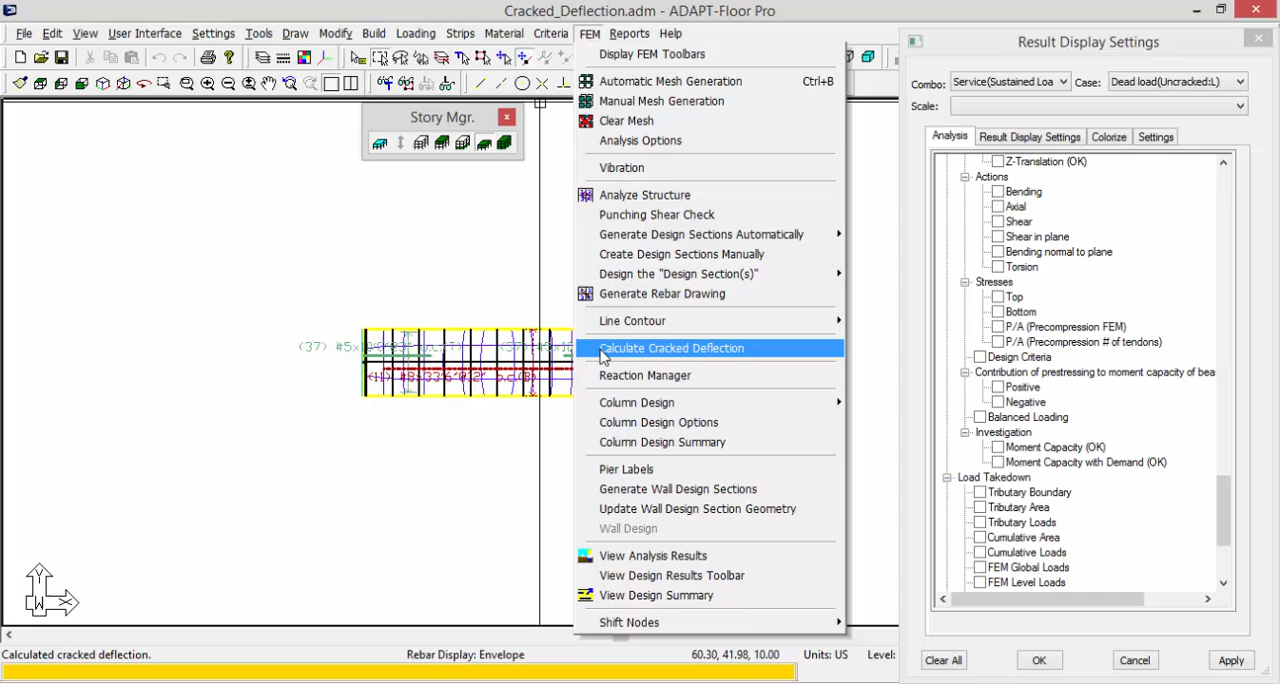 Cracked_Deflection.adm - ADAPT-Floor Pro
File Edit View User Interface Settings Tools Draw Modify Build Loading Strips Material Criteria FEM Reports Help
Story Mgr.
Display FEM Toolbars
Automatic Mesh Generation Ctrl+B
Manual Mesh Generation
Clear Mesh
Analysis Options
Vibration
Analyze Structure
Punching Shear Check
Generate Design Sections Automatically
Create Design Sections Manually
Design the "Design Section(s)"
Generate Rebar Drawing
Line Contour
Calculate Cracked Deflection
Reaction Manager
Column Design
Column Design Options
Column Design Summary
Pier Labels
Generate Wall Design Sections
Update Wall Design Section Geometry
Wall Design
View Analysis Results
View Design Results Toolbar
View Design Summary
Shift Nodes
Result Display Settings
Combo: Service(Sustained Loa Case: Dead load(Uncracked:L)
Scale:
Analysis Result Display Settings Colorize Settings
Z-Translation (OK)
Actions
Bending
Axial
Shear
Shear in plane
Bending normal to plane
Torsion
Stresses
Top
Bottom
P/A (Precompression FEM)
P/A (Precompression # of tendons)
Design Criteria
Contribution of prestressing to moment capacity of bea
Positive
Negative
Balanced Loading
Investigation
Moment Capacity (OK)
Moment Capacity with Demand (OK)
Load Takedown
Tributary Boundary
Tributary Area
Tributary Loads
Cumulative Area
Cumulative Loads
FEM Global Loads
FEM Level Loads
Clear All OK Cancel Apply
Y
W X
Calculated cracked deflection. Rebar Display: Envelope 60.30, 41.98, 10.00 Units: US Level: